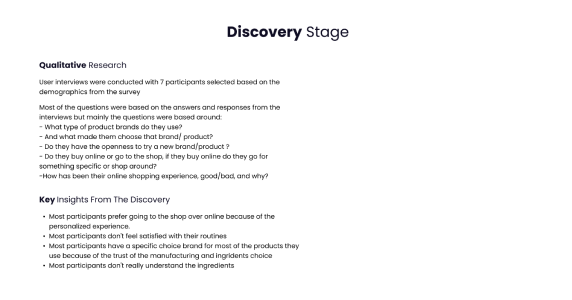 Discovery Stage
Qualitative Research
User interviews were conducted with 7 participants selected based on the
demographics from the survey
Most of the questions were based on the answers and responses from the
interviews but mainly the questions were based around:
- What type of product brands do they use?
- And what made them choose that brand/ product?
- Do they have the openness to try a new brand/product ?
- Do they buy online or go to the shop, if they buy online do they go for
something specific or shop around?
-How has been their online shopping experience, good/bad, and why?
Key Insights From The Discovery
• Most participants prefer going to the shop over online because of the
personalized experience.
• Most participants don't feel satisfied with their routines
• Most participants have a specific choice brand for most of the products they
use because of the trust of the manufacturing and ingridents choice
• Most participants don't really understand the ingredients